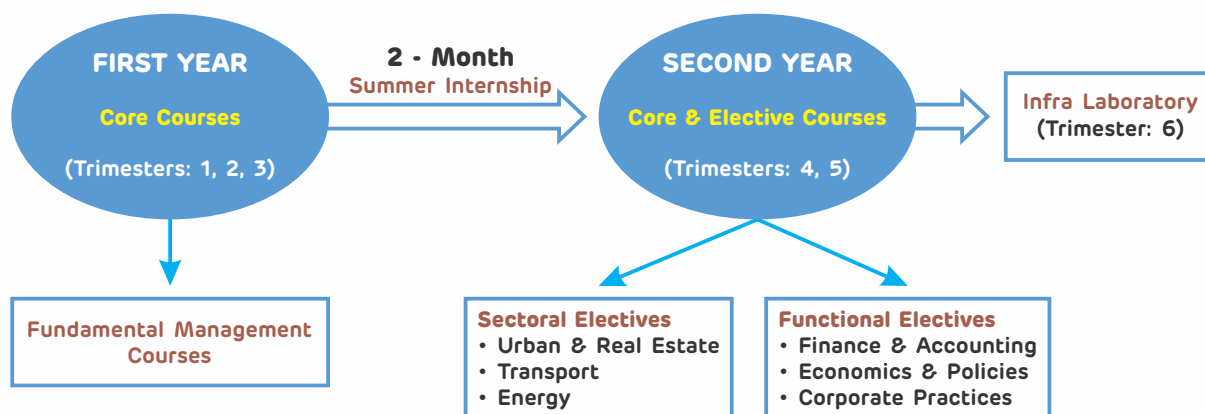 FIRST YEAR
Core Courses
(Trimesters: 1, 2, 3)
2 - Month
Summer Internship
SECOND YEAR
Core & Elective Courses
(Trimesters: 4, 5)
Infra Laboratory
(Trimester: 6)
Fundamental Management
Courses
Sectoral Electives
• Urban & Real Estate
• Transport
• Energy
Functional Electives
• Finance & Accounting
• Economics & Policies
• Corporate Practices